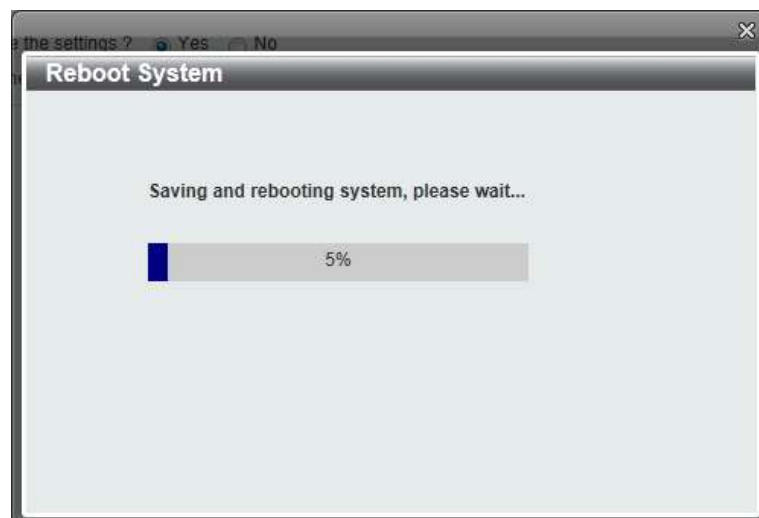 the settings ? Yes No
Reboot System
Saving and rebooting system, please wait...
5%